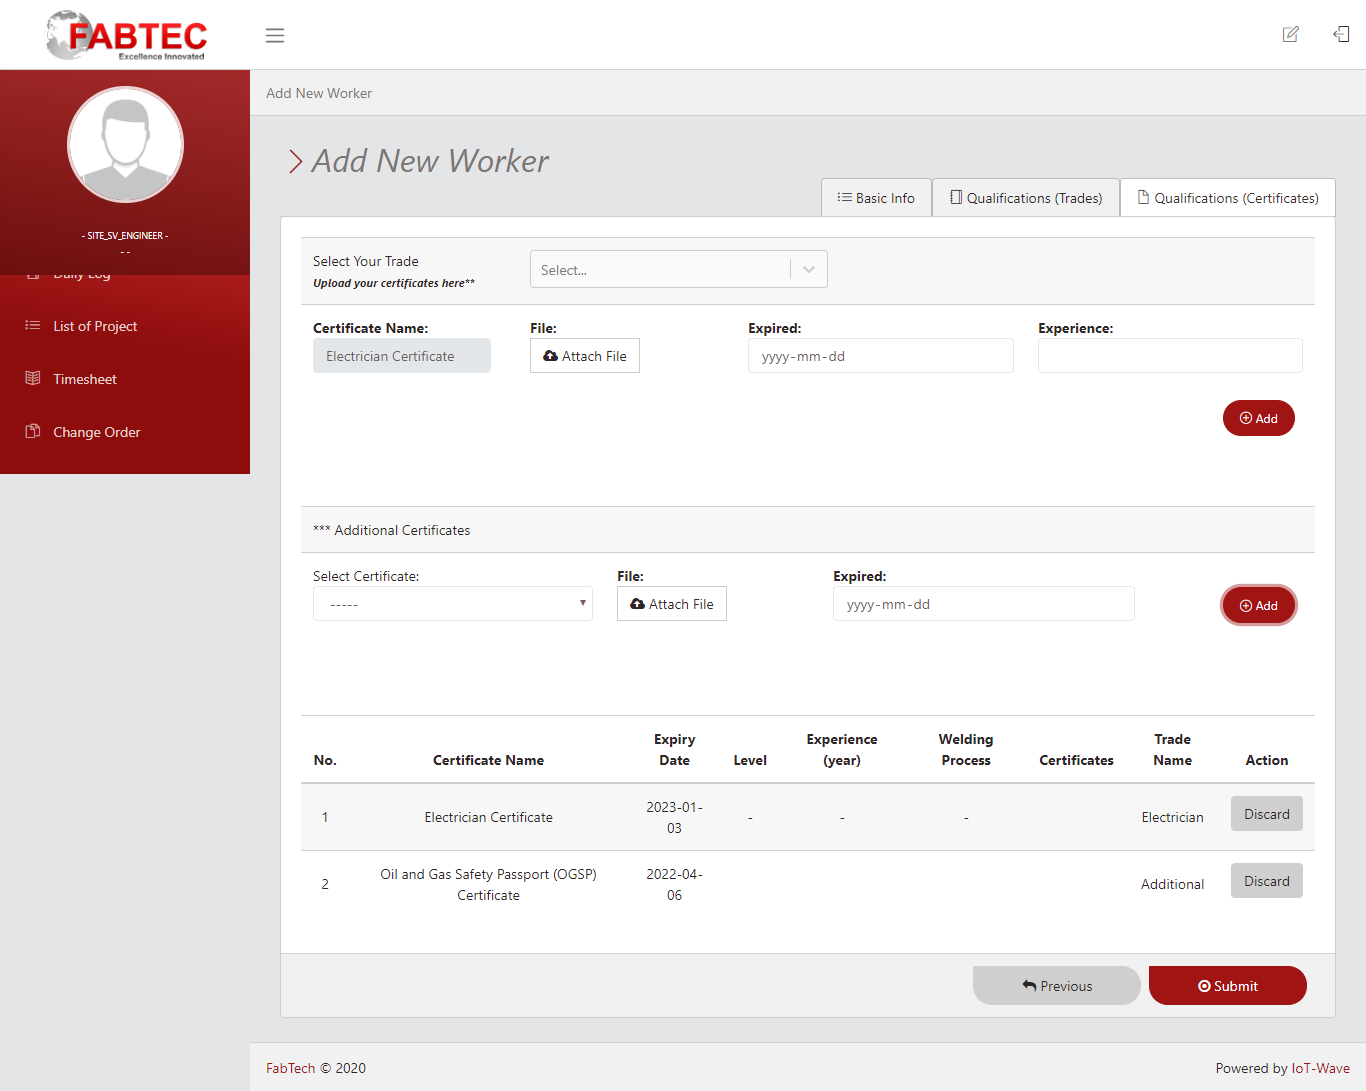 FABTEC
Excellence Innovated
Add New Worker
- SITE_SV_ENGINEER -
- -
Daily Log
List of Project
Timesheet
Change Order
Add New Worker
Basic Info
Qualifications (Trades)
Qualifications (Certificates)
Select Your Trade
Upload your certificates here**
Select...
Certificate Name:
File:
Expired:
Experience:
Electrician Certificate
Attach File
yyyy-mm-dd
Add
*** Additional Certificates
Select Certificate:
File:
Expired:
-----
Attach File
yyyy-mm-dd
Add
No.
Certificate Name
Expiry
Date
Level
Experience
(year)
Welding
Process
Certificates
Trade
Name
Action
1
Electrician Certificate
2023-01-
03
-
-
-
Electrician
Discard
2
Oil and Gas Safety Passport (OGSP)
Certificate
2022-04-
06
Additional
Discard
Previous
Submit
FabTech © 2020
Powered by IoT-Wave